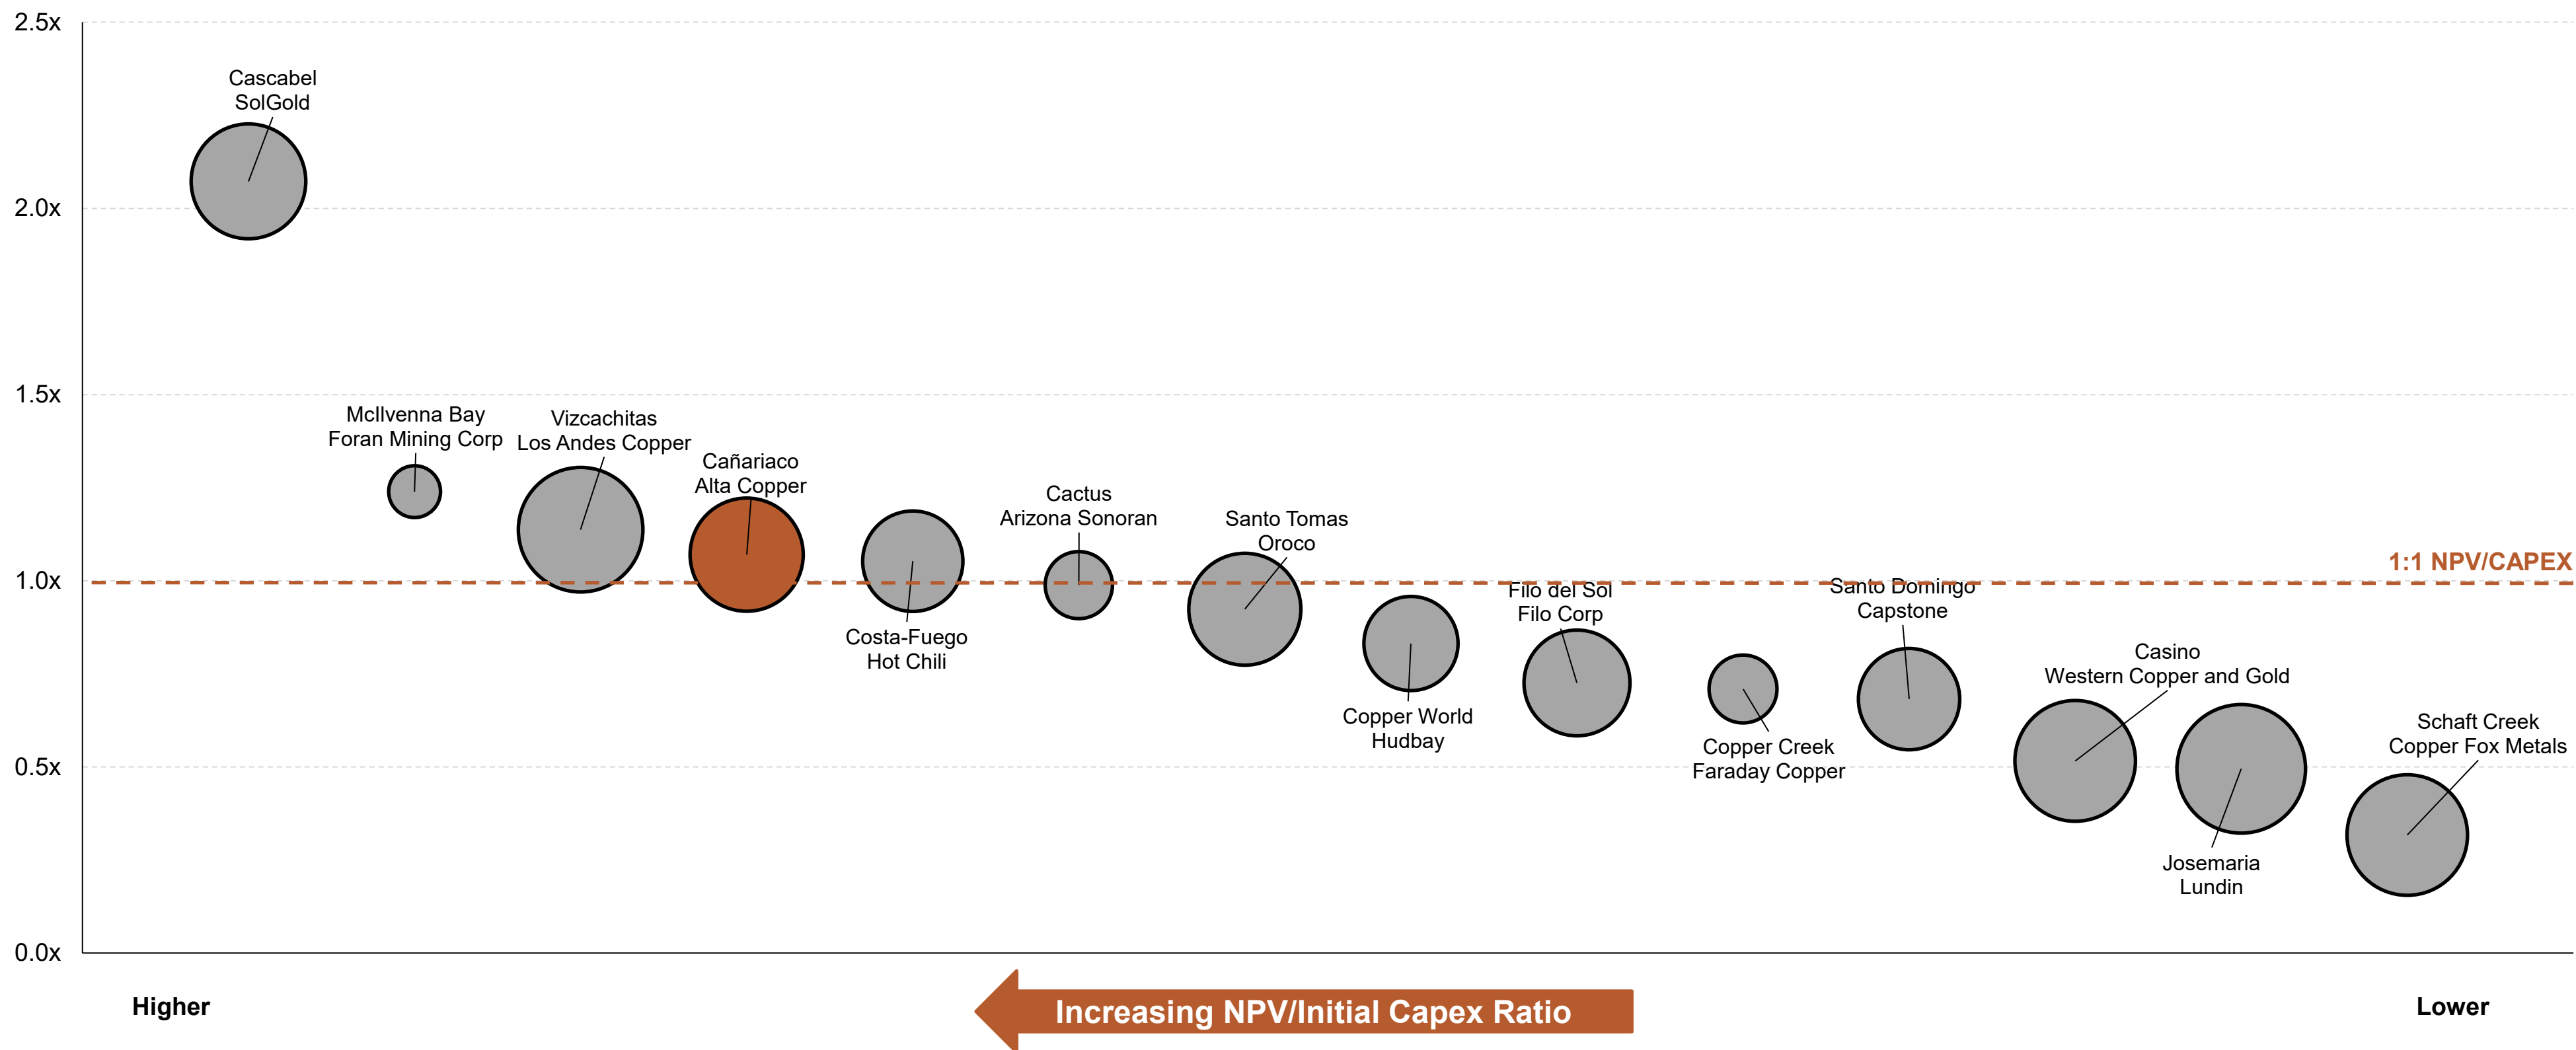 2.5x
2.0x
1.5x
1.0x
0.5x
0.0x
Cascabel
SolGold
McIlvenna Bay
Foran Mining Corp
Vizcachitas
Los Andes Copper
Cañariaco
Alta Copper
Costa-Fuego
Hot Chili
Cactus
Arizona Sonoran
Santo Tomas
Oroco
Copper World
Hudbay
Filo del Sol
Filo Corp
Copper Creek
Faraday Copper
Santo Domingo
Capstone
Casino
Western Copper and Gold
Josemaria
Lundin
Schaft Creek
Copper Fox Metals
1:1 NPV/CAPEX
Higher
Increasing NPV/Initial Capex Ratio
Lower